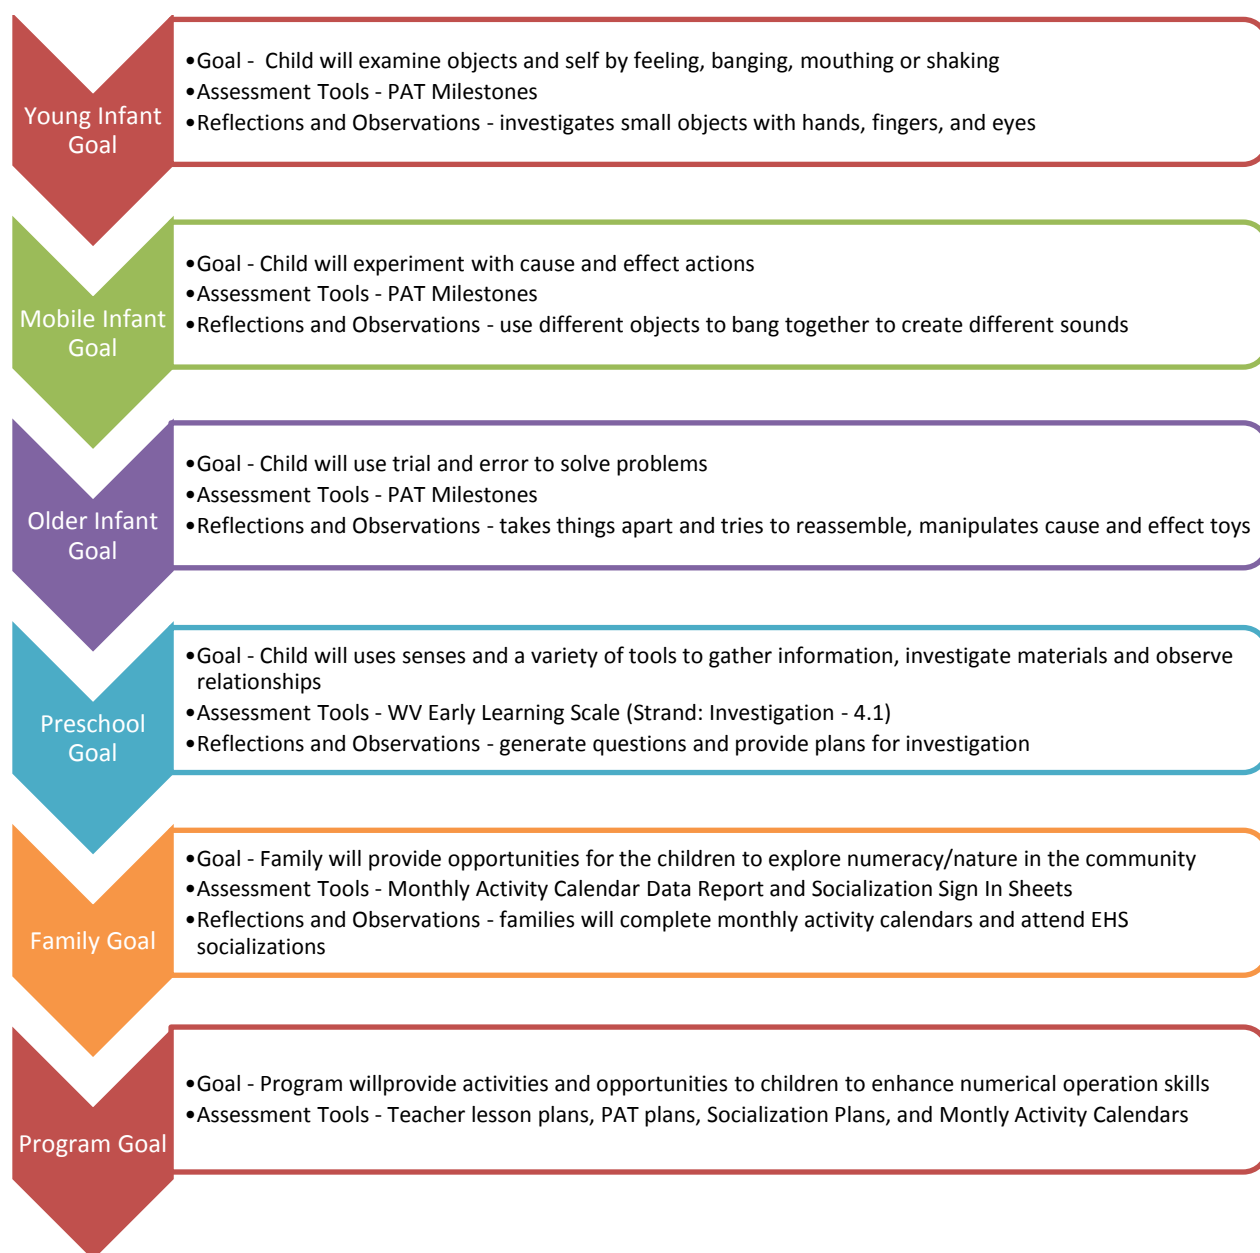 Young Infant
Goal
•Goal -  Child will examine objects and self by feeling, banging, mouthing or shaking
•Assessment Tools - PAT Milestones
•Reflections and Observations - investigates small objects with hands, fingers, and eyes
Mobile Infant
Goal
•Goal - Child will experiment with cause and effect actions
•Assessment Tools - PAT Milestones
•Reflections and Observations - use different objects to bang together to create different sounds
Older Infant
Goal
•Goal - Child will use trial and error to solve problems
•Assessment Tools - PAT Milestones
•Reflections and Observations - takes things apart and tries to reassemble, manipulates cause and effect toys
Preschool
Goal
•Goal - Child will uses senses and a variety of tools to gather information, investigate materials and observe
relationships
•Assessment Tools - WV Early Learning Scale (Strand: Investigation - 4.1)
•Reflections and Observations - generate questions and provide plans for investigation
Family Goal
•Goal - Family will provide opportunities for the children to explore numeracy/nature in the community
•Assessment Tools - Monthly Activity Calendar Data Report and Socialization Sign In Sheets
•Reflections and Observations - families will complete monthly activity calendars and attend EHS
socializations
Program Goal
•Goal - Program willprovide activities and opportunities to children to enhance numerical operation skills
•Assessment Tools - Teacher lesson plans, PAT plans, Socialization Plans, and Montly Activity Calendars